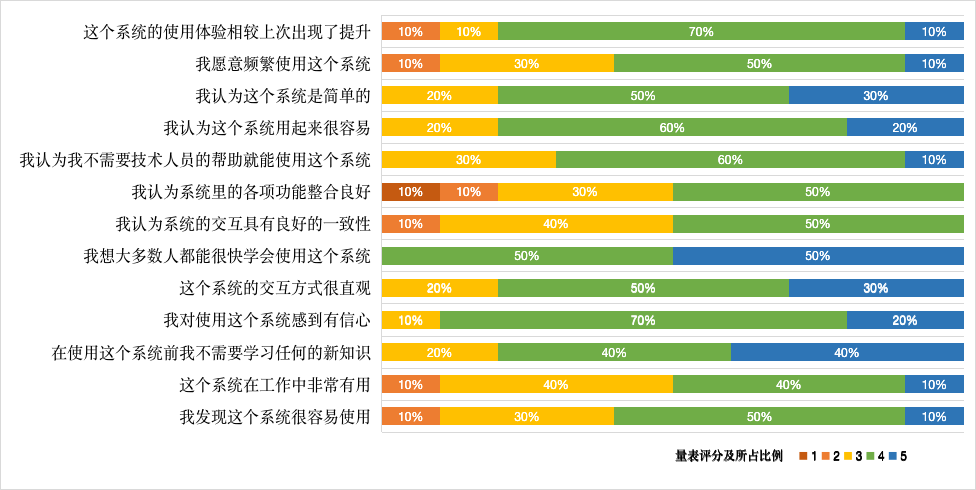 这个系统的使用体验相较上次出现了提升 10% 10% 70% 10%
我愿意频繁使用这个系统 10% 30% 50% 10%
我认为这个系统是简单的 20% 50% 30%
我认为这个系统用起来很容易 20% 60% 20%
我认为我不需要技术人员的帮助就能使用这个系统 30% 60% 10%
我认为系统里的各项功能整合良好 10% 10% 30% 50%
我认为系统的交互具有良好的一致性 10% 40% 50%
我想大多数人都能很快学会使用这个系统 50% 50%
这个系统的交互方式很直观 20% 50% 30%
我对使用这个系统感到有信心 10% 70% 20%
在使用这个系统前我不需要学习任何的新知识 20% 40% 40%
这个系统在工作中非常有用 10% 40% 40% 10%
我发现这个系统很容易使用 10% 30% 50% 10%
量表评分及所占比例 1 2 3 4 5